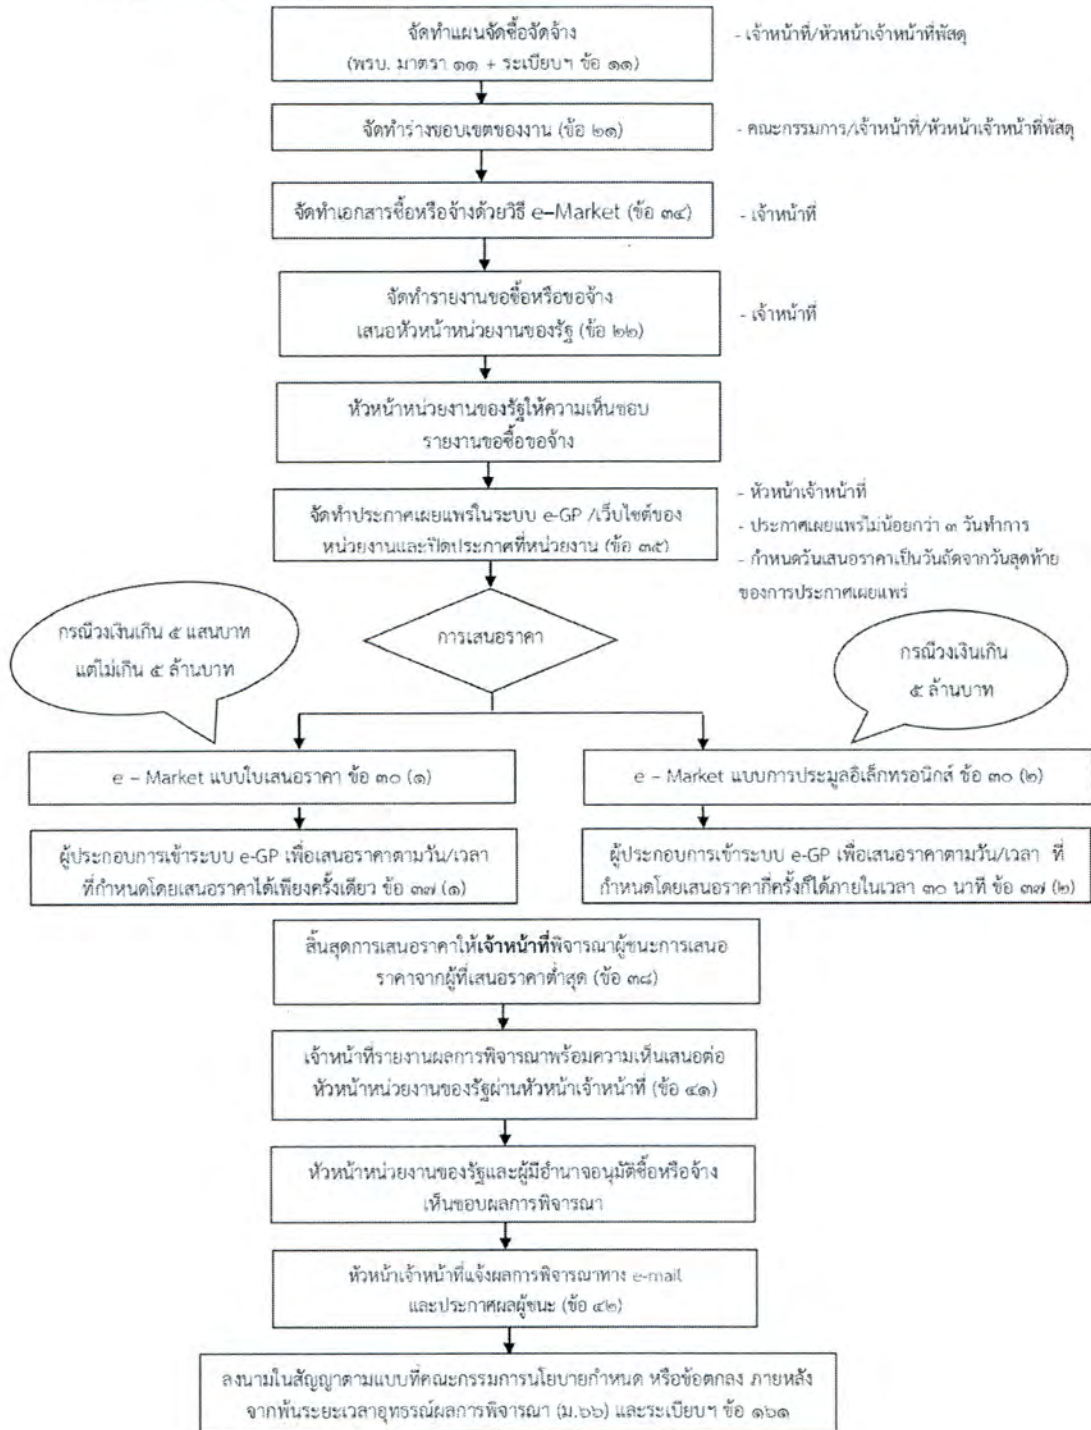 จัดทำแผนจัดซื้อจัดจ้าง
(พรบ. มาตรา ๑๑ + ระเบียบฯ ข้อ ๑๑)
- เจ้าหน้าที่/หัวหน้าเจ้าหน้าที่พัสดุ
จัดทำร่างขอบเขตของงาน (ข้อ ๒๑)
- คณะกรรมการ/เจ้าหน้าที่/หัวหน้าเจ้าหน้าที่พัสดุ
จัดทำเอกสารซื้อหรือจ้างด้วยวิธี e–Market (ข้อ ๓๔)
- เจ้าหน้าที่
จัดทำรายงานขอซื้อหรือขอจ้าง
เสนอหัวหน้าหน่วยงานของรัฐ (ข้อ ๒๒)
- เจ้าหน้าที่
หัวหน้าหน่วยงานของรัฐให้ความเห็นชอบ
รายงานขอซื้อขอจ้าง
จัดทำประกาศเผยแพร่ในระบบ e-GP /เว็บไซต์ของ
หน่วยงานและปิดประกาศที่หน่วยงาน (ข้อ ๓๕)
- หัวหน้าเจ้าหน้าที่
- ประกาศเผยแพร่ไม่น้อยกว่า ๓ วันทำการ
- กำหนดวันเสนอราคาเป็นวันถัดจากวันสุดท้าย
ของการประกาศเผยแพร่
กรณีวงเงินเกิน ๕ แสนบาท
แต่ไม่เกิน ๕ ล้านบาท
การเสนอราคา
กรณีวงเงินเกิน
๕ ล้านบาท
e – Market แบบใบเสนอราคา ข้อ ๓๐ (๑)
e – Market แบบการประมูลอิเล็กทรอนิกส์ ข้อ ๓๐ (๒)
ผู้ประกอบการเข้าระบบ e-GP เพื่อเสนอราคาตามวัน/เวลา
ที่กำหนดโดยเสนอราคาได้เพียงครั้งเดียว ข้อ ๓๗ (๑)
ผู้ประกอบการเข้าระบบ e-GP เพื่อเสนอราคาตามวัน/เวลา ที่
กำหนดโดยเสนอราคากี่ครั้งก็ได้ภายในเวลา ๓๐ นาที ข้อ ๓๗ (๒)
สิ้นสุดการเสนอราคาให้เจ้าหน้าที่พิจารณาผู้ชนะการเสนอ
ราคาจากผู้ที่เสนอราคาต่ำสุด (ข้อ ๓๘)
เจ้าหน้าที่รายงานผลการพิจารณาพร้อมความเห็นเสนอต่อ
หัวหน้าหน่วยงานของรัฐผ่านหัวหน้าเจ้าหน้าที่ (ข้อ ๔๑)
หัวหน้าหน่วยงานของรัฐและผู้มีอำนาจอนุมัติซื้อหรือจ้าง
เห็นชอบผลการพิจารณา
หัวหน้าเจ้าหน้าที่แจ้งผลการพิจารณาทาง e-mail
และประกาศผลผู้ชนะ (ข้อ ๔๒)
ลงนามในสัญญาตามแบบที่คณะกรรมการนโยบายกำหนด หรือข้อตกลง ภายหลัง
จากพ้นระยะเวลาอุทธรณ์ผลการพิจารณา (ม.๖๖) และระเบียบฯ ข้อ ๑๖๑